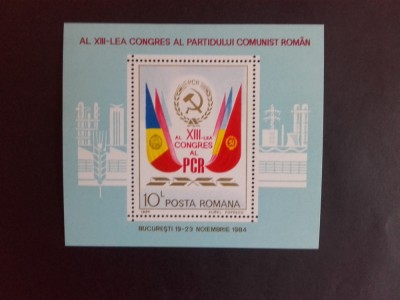 AL XIII-LEA CONGRES AL PARTIDULUI COMUNIST ROMÂN
PCR
AL XIII-LEA
CONGRES
AL
PCR
10L POSTA ROMANA
BUCUREȘTI 19-23 NOIEMBRIE 1984